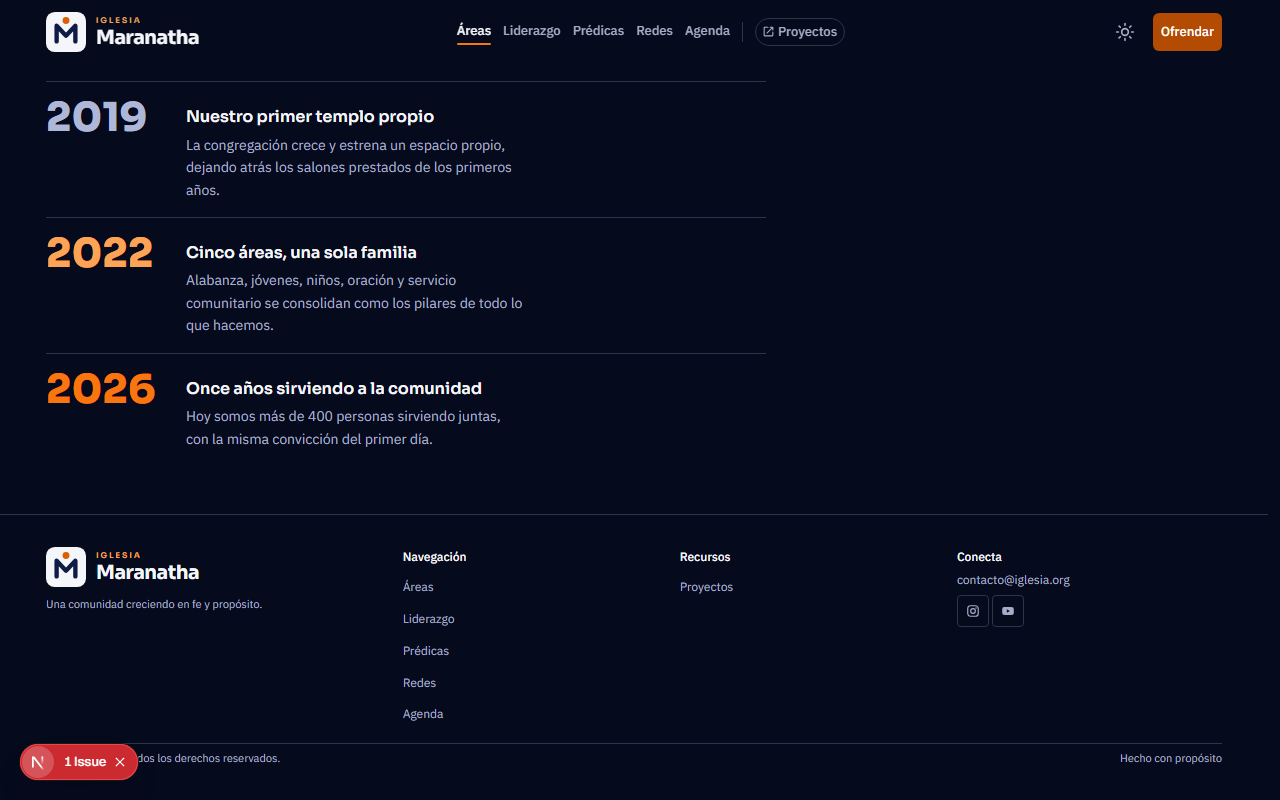 IGLESIA
Maranatha
Áreas
Liderazgo
Prédicas
Redes
Agenda
Proyectos
Ofrendar
2019
Nuestro primer templo propio
La congregación crece y estrena un espacio propio,
dejando atrás los salones prestados de los primeros
años.
2022
Cinco áreas, una sola familia
Alabanza, jóvenes, niños, oración y servicio
comunitario se consolidan como los pilares de todo lo
que hacemos.
2026
Once años sirviendo a la comunidad
Hoy somos más de 400 personas sirviendo juntas,
con la misma convicción del primer día.
IGLESIA
Maranatha
Una comunidad creciendo en fe y propósito.
Navegación
Áreas
Liderazgo
Prédicas
Redes
Agenda
Recursos
Proyectos
Conecta
contacto@iglesia.org
N 1 Issue
los derechos reservados.
Hecho con propósito